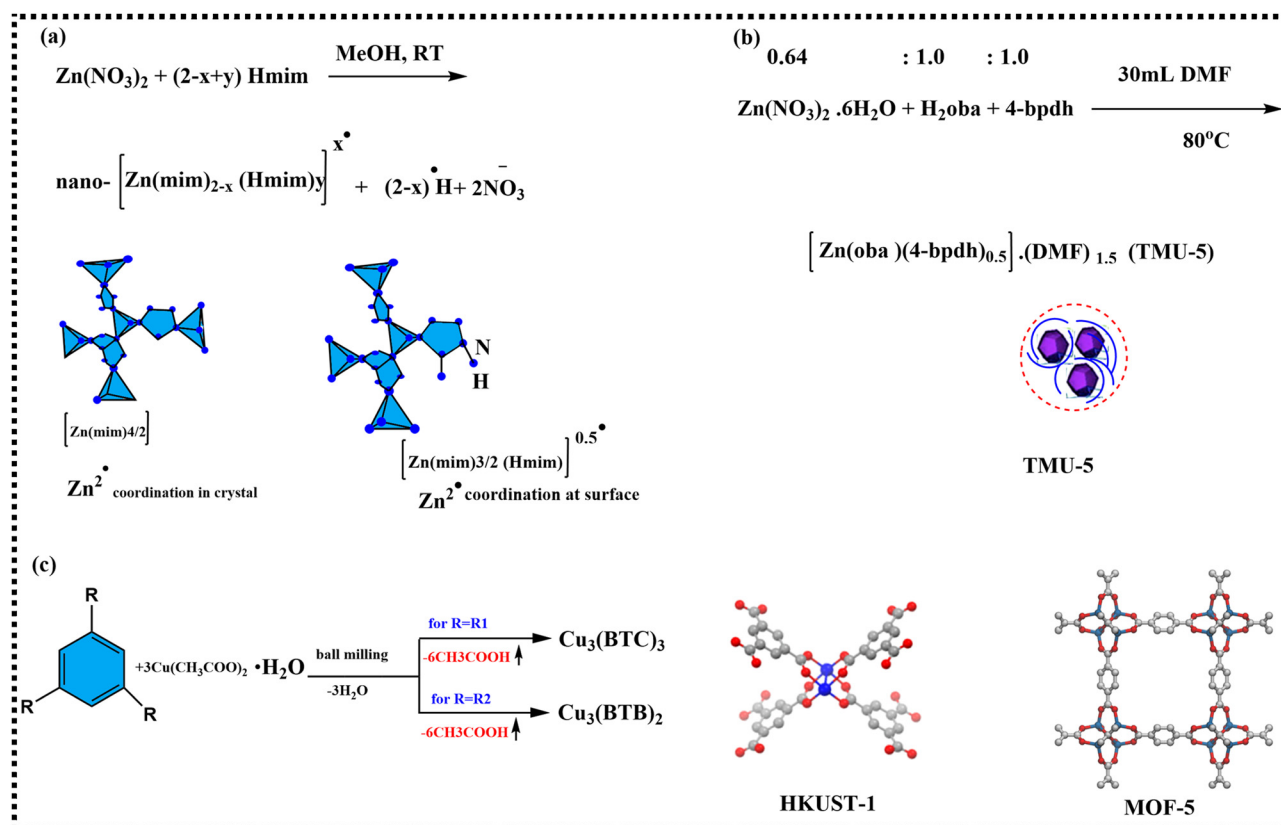 (a)
MeOH, RT
Zn(NO₃)₂ + (2-x+y) Hmim
nano- [Zn(mim)₂₋ₓ (Hmim)y]ˣ• + (2-x) •H+ 2NO₃⁻
N
H
[Zn(mim)4/2]
Zn²• coordination in crystal
[Zn(mim)3/2 (Hmim)]⁰·⁵•
Zn²• coordination at surface
(b)
0.64 : 1.0 : 1.0
30mL DMF
Zn(NO₃)₂ .6H₂O + H₂oba + 4-bpdh
80°C
[Zn(oba )(4-bpdh)₀.₅] .(DMF) ₁.₅ (TMU-5)
TMU-5
(c)
R
R
R
+3Cu(CH₃COO)₂ •H₂O
ball milling
-3H₂O
for R=R1
-6CH3COOH
Cu₃(BTC)₃
for R=R2
-6CH3COOH
Cu₃(BTB)₂
HKUST-1
MOF-5